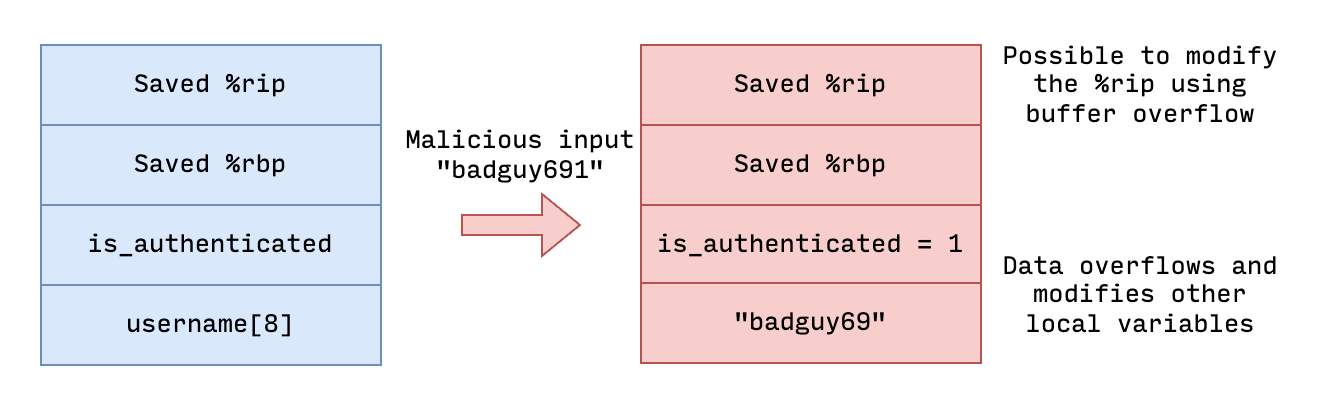 Saved %rip
Saved %rbp
is_authenticated
username[8]
Malicious input
"badguy691"
Saved %rip
Saved %rbp
is_authenticated = 1
"badguy69"
Possible to modify
the %rip using
buffer overflow
Data overflows and
modifies other
local variables